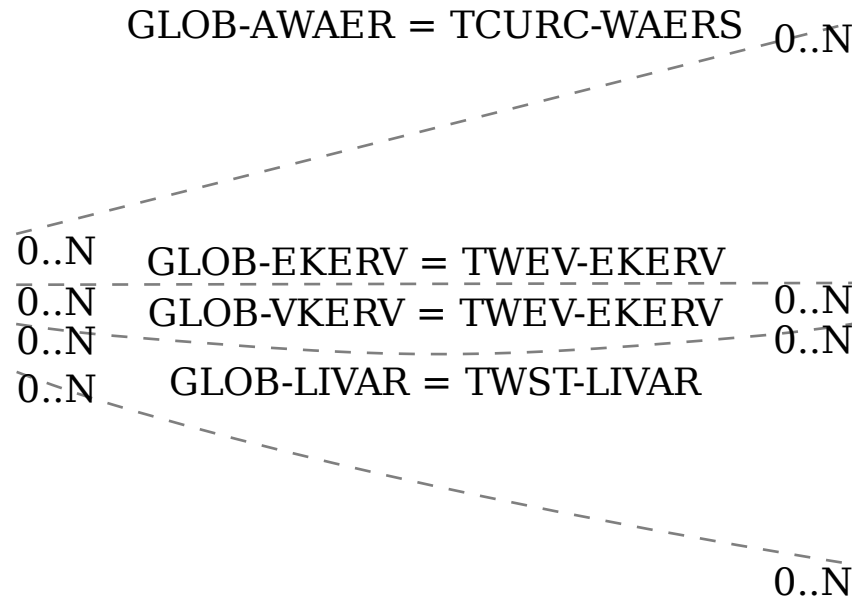 GLOB-AWAER = TCURC-WAERS
0..N
0..N
GLOB-EKERV = TWEV-EKERV
0..N
0..N
GLOB-VKERV = TWEV-EKERV
0..N
0..N
GLOB-LIVAR = TWST-LIVAR
0..N
0..N